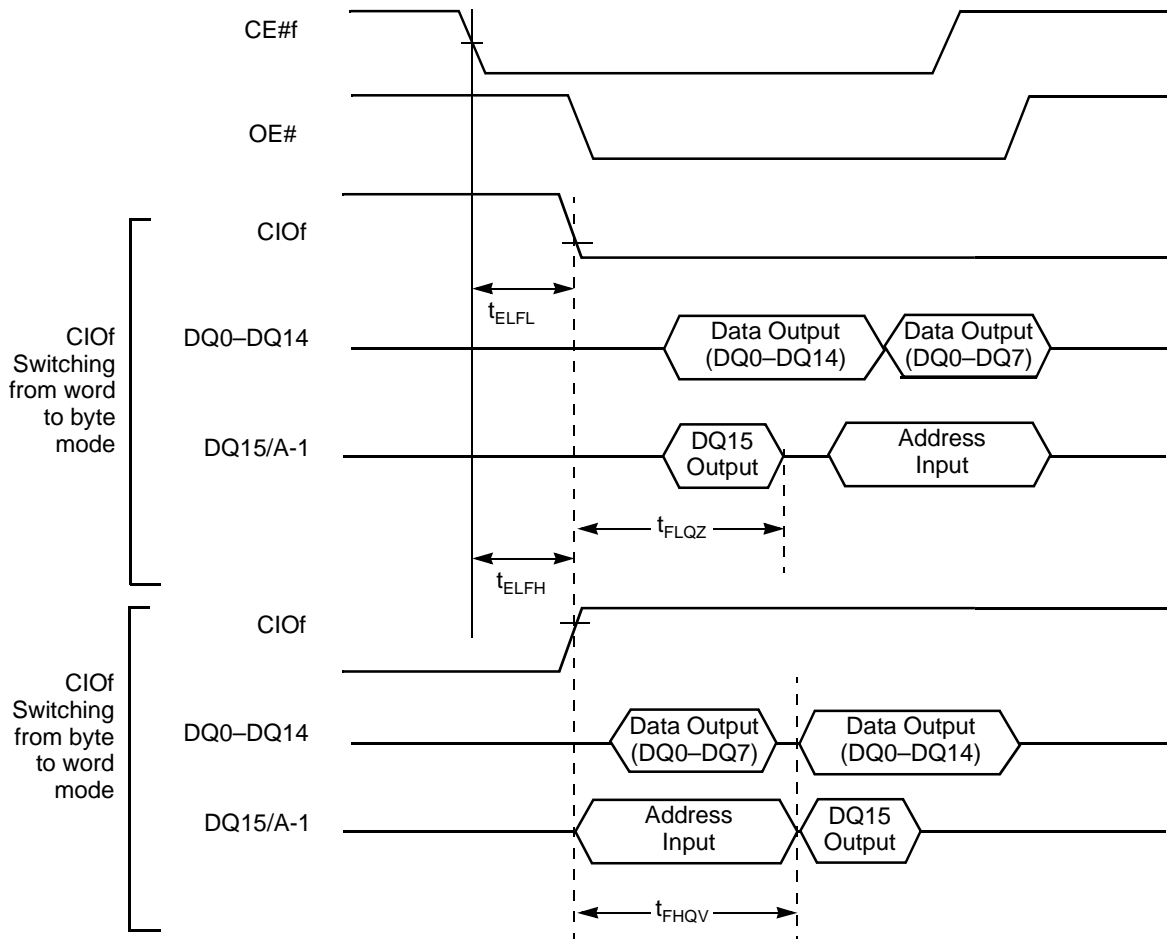 CE#f
OE#
CIOf
Switching
from word
to byte
mode
CIOf
tELFL
DQ0–DQ14
Data Output
(DQ0–DQ14)
Data Output
(DQ0–DQ7)
DQ15/A-1
DQ15
Output
Address
Input
tFLQZ
tELFH
CIOf
Switching
from byte
to word
mode
CIOf
DQ0–DQ14
Data Output
(DQ0–DQ7)
Data Output
(DQ0–DQ14)
DQ15/A-1
Address
Input
DQ15
Output
tFHQV